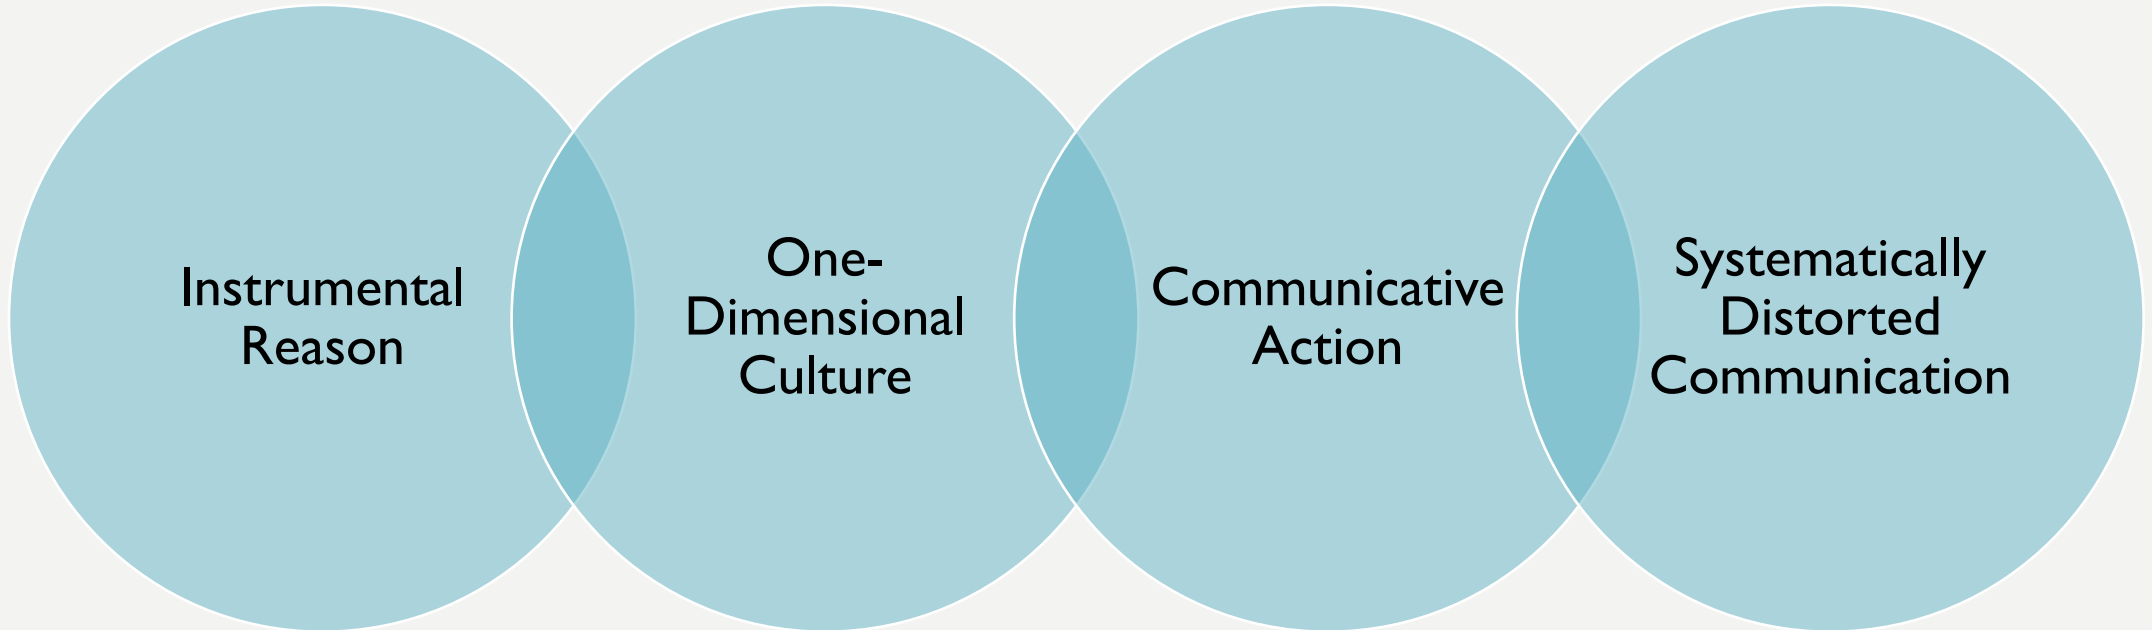 Instrumental
Reason
One-
Dimensional
Culture
Communicative
Action
Systematically
Distorted
Communication